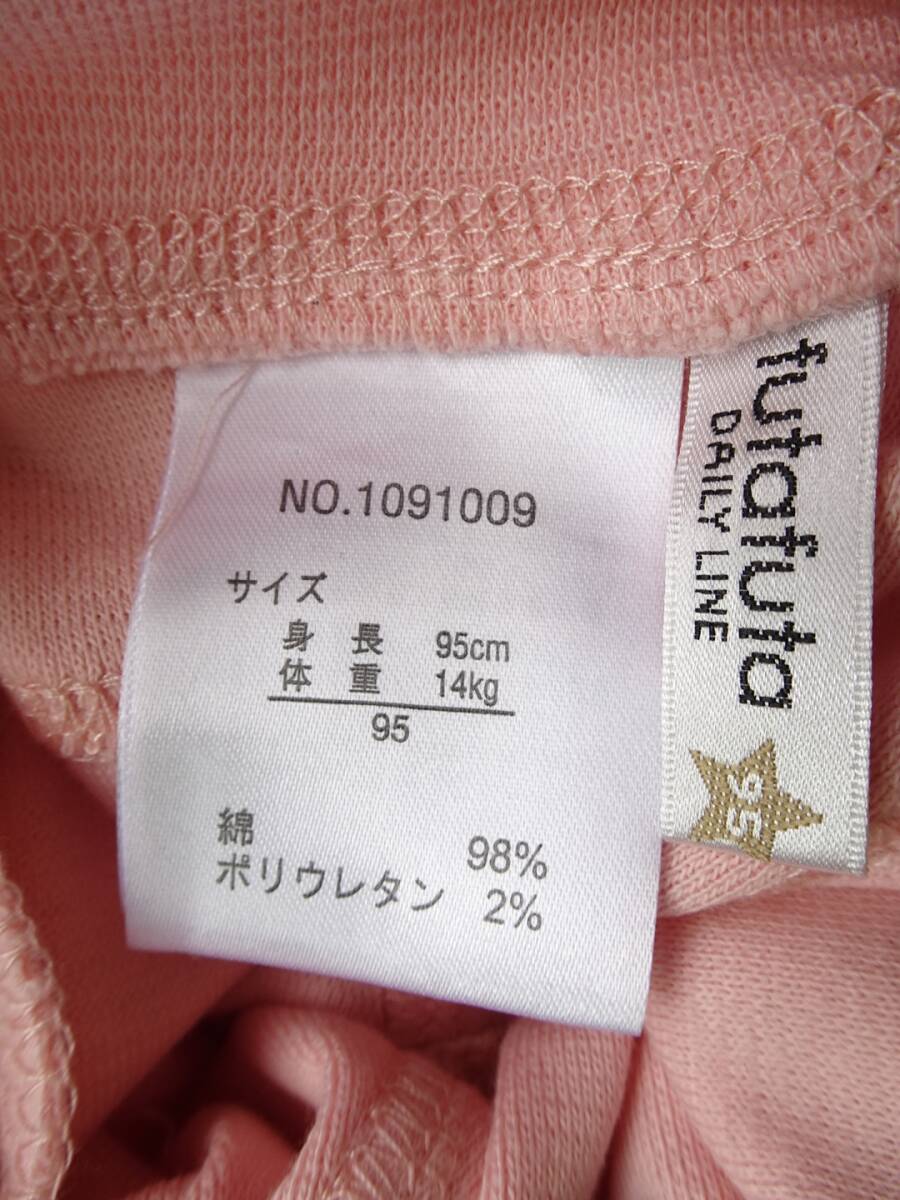 NO.1091009
サイズ
身 長 95cm
体 重 14kg
95
綿 98%
ポリウレタン 2%
futafuta
DAILY LINE
95